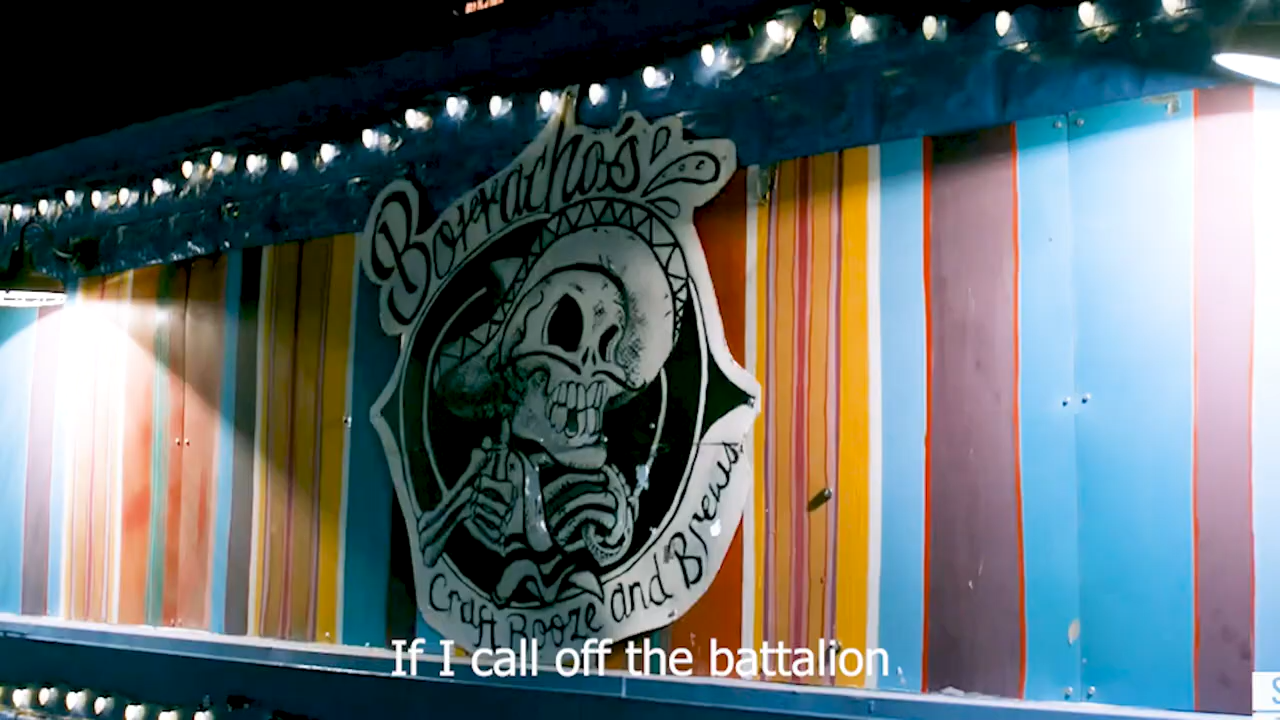 Borracho's
Craft Booze and Brews
If I call off the battalion